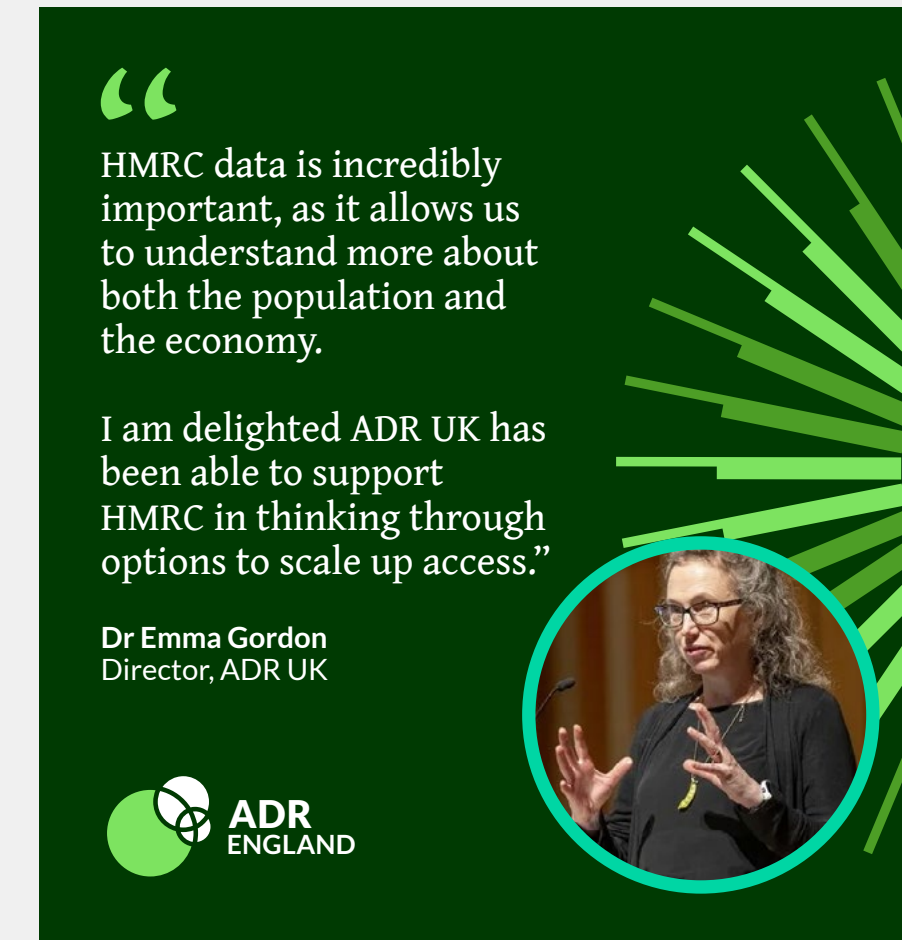 “
HMRC data is incredibly
important, as it allows us
to understand more about
both the population and
the economy.
I am delighted ADR UK has
been able to support
HMRC in thinking through
options to scale up access.”
Dr Emma Gordon
Director, ADR UK
ADR
ENGLAND